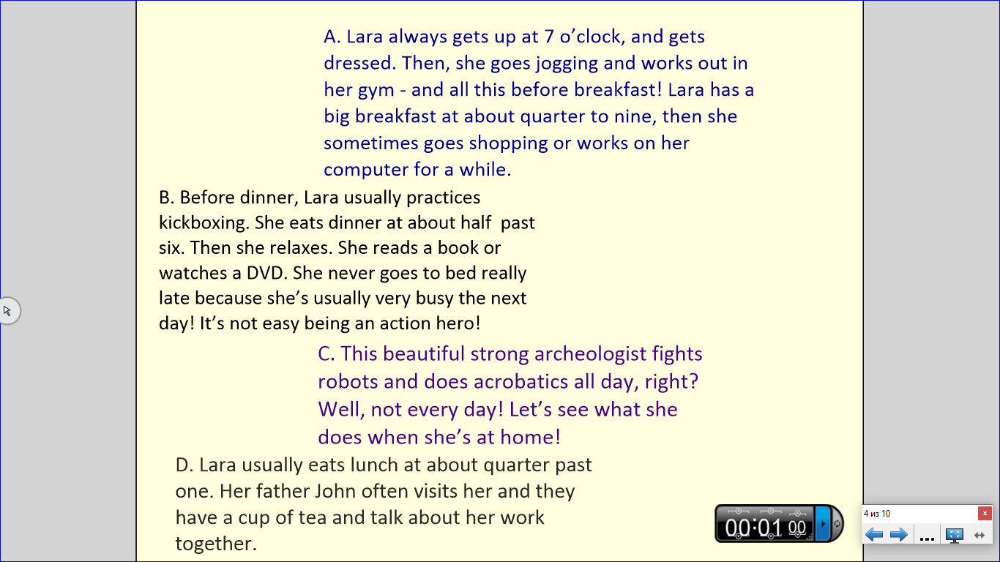 A. Lara always gets up at 7 o’clock, and gets
dressed. Then, she goes jogging and works out in
her gym - and all this before breakfast! Lara has a
big breakfast at about quarter to nine, then she
sometimes goes shopping or works on her
computer for a while.
B. Before dinner, Lara usually practices
kickboxing. She eats dinner at about half  past
six. Then she relaxes. She reads a book or
watches a DVD. She never goes to bed really
late because she’s usually very busy the next
day! It’s not easy being an action hero!
C. This beautiful strong archeologist fights
robots and does acrobatics all day, right?
Well, not every day! Let’s see what she
does when she’s at home!
D. Lara usually eats lunch at about quarter past
one. Her father John often visits her and they
have a cup of tea and talk about her work
together.
00:01 00
4 из 10
...